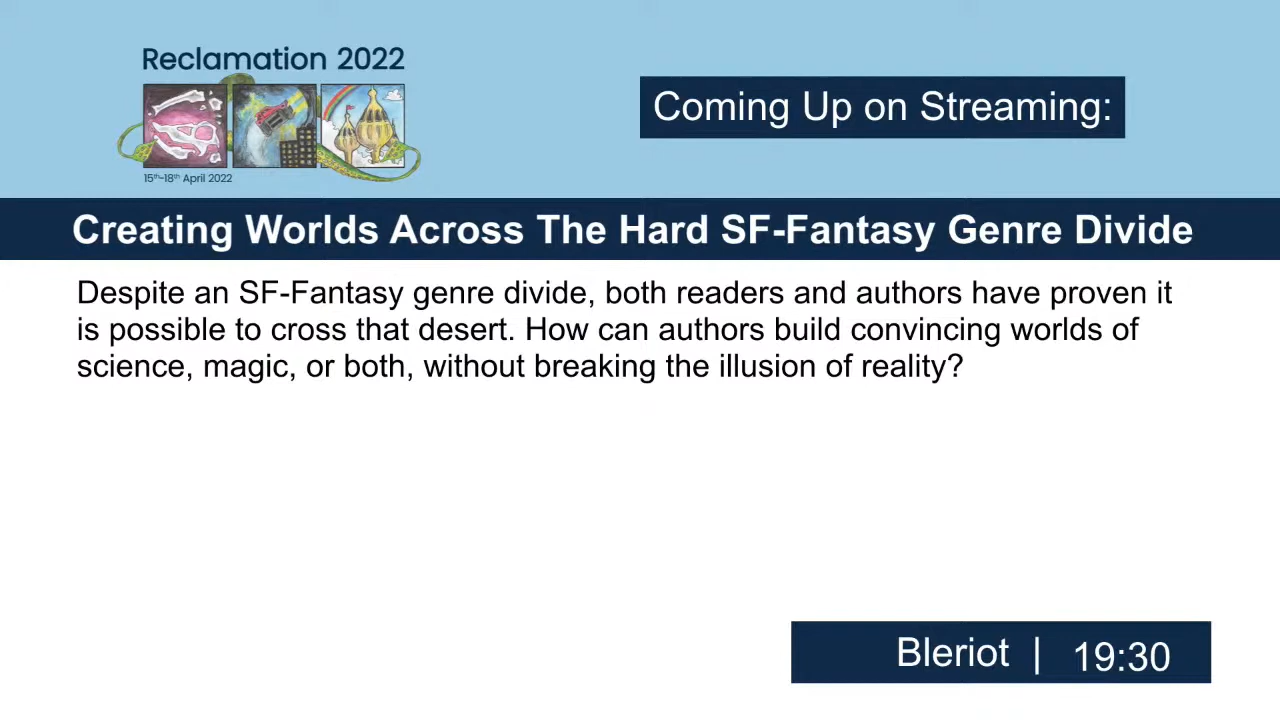 Reclamation 2022
15th-18th April 2022
Coming Up on Streaming:
Creating Worlds Across The Hard SF-Fantasy Genre Divide
Despite an SF-Fantasy genre divide, both readers and authors have proven it
is possible to cross that desert. How can authors build convincing worlds of
science, magic, or both, without breaking the illusion of reality?
Bleriot | 19:30